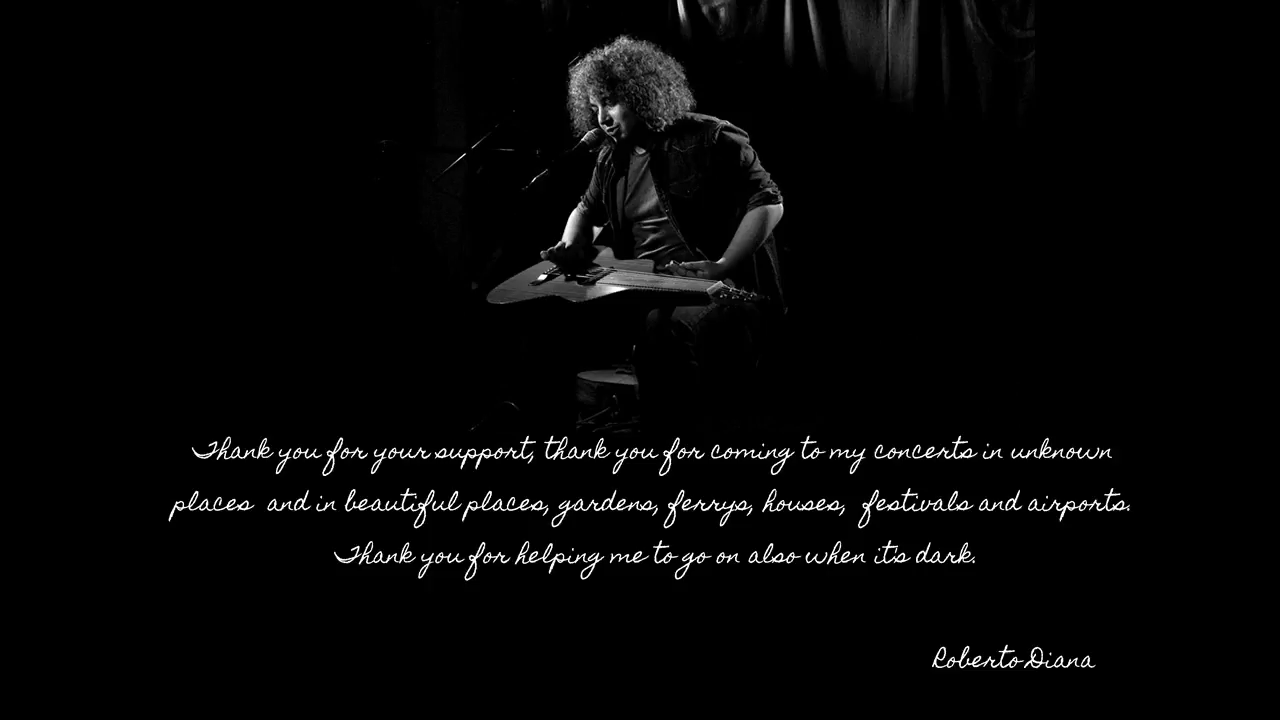 Thank you for your support, thank you for coming to my concerts in unknown
places and in beautiful places, gardens, ferrys, houses, festivals and airports.
Thank you for helping me to go on also when it's dark.
Roberto Diana